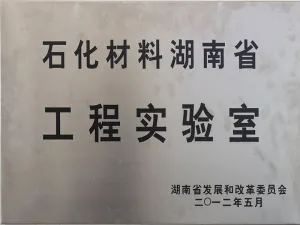 石化材料湖南省
工程实验室
湖南省发展和改革委员会
二〇一二年五月